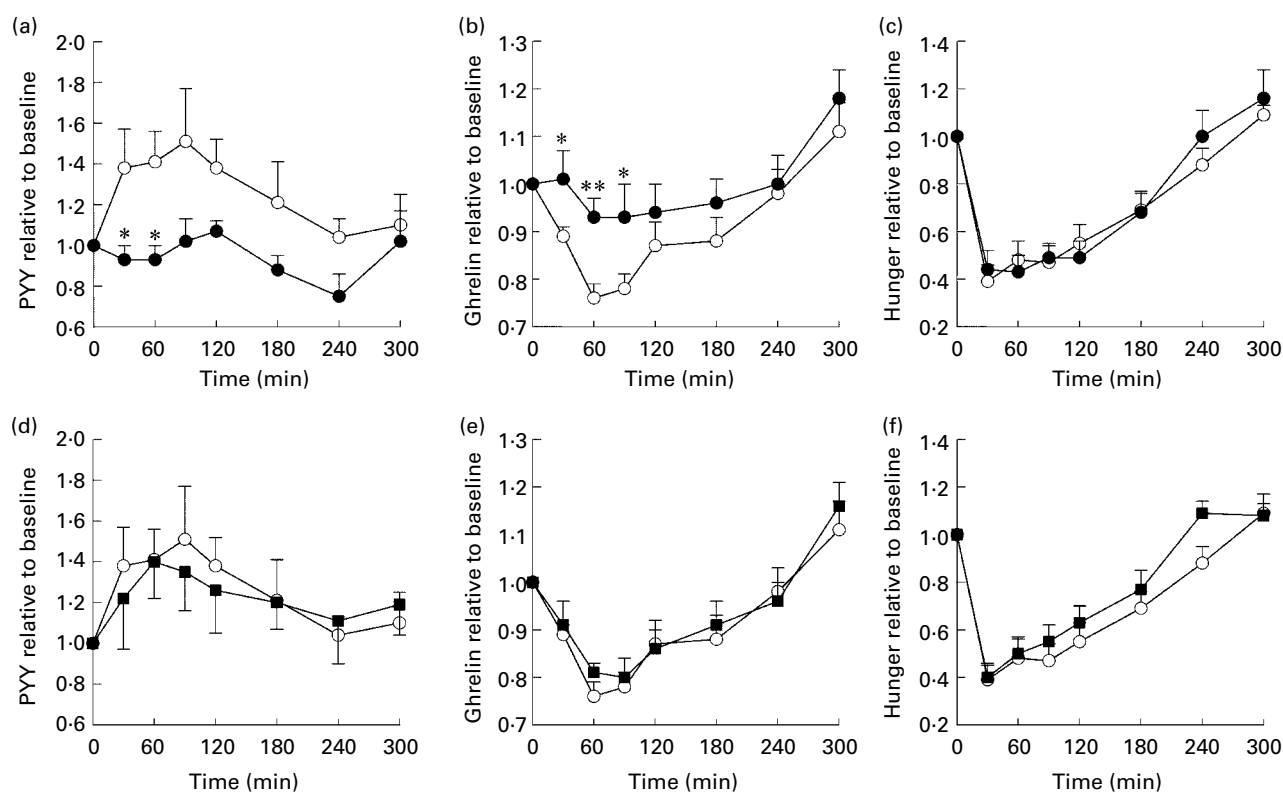 (a)
PYY relative to baseline
2·0
1·8
1·6
1·4
1·2
1·0
0·8
0·6
* *
0 60 120 180 240 300
Time (min)
(b)
Ghrelin relative to baseline
1·3
1·2
1·1
1·0
0·9
0·8
0·7
* ** *
0 60 120 180 240 300
Time (min)
(c)
Hunger relative to baseline
1·4
1·2
1·0
0·8
0·6
0·4
0·2
0 60 120 180 240 300
Time (min)
(d)
PYY relative to baseline
2·0
1·8
1·6
1·4
1·2
1·0
0·8
0·6
0 60 120 180 240 300
Time (min)
(e)
Ghrelin relative to baseline
1·3
1·2
1·1
1·0
0·9
0·8
0·7
0 60 120 180 240 300
Time (min)
(f)
Hunger relative to baseline
1·4
1·2
1·0
0·8
0·6
0·4
0·2
0 60 120 180 240 300
Time (min)